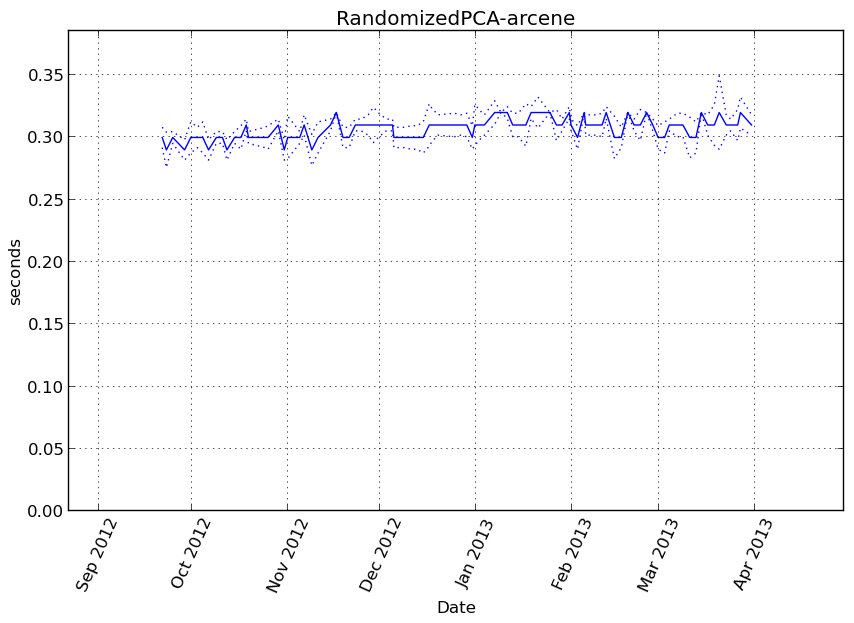 RandomizedPCA-arcene
0.35
0.30
0.25
0.20
0.15
0.10
0.05
0.00
seconds
Sep 2012
Oct 2012
Nov 2012
Dec 2012
Jan 2013
Feb 2013
Mar 2013
Apr 2013
Date